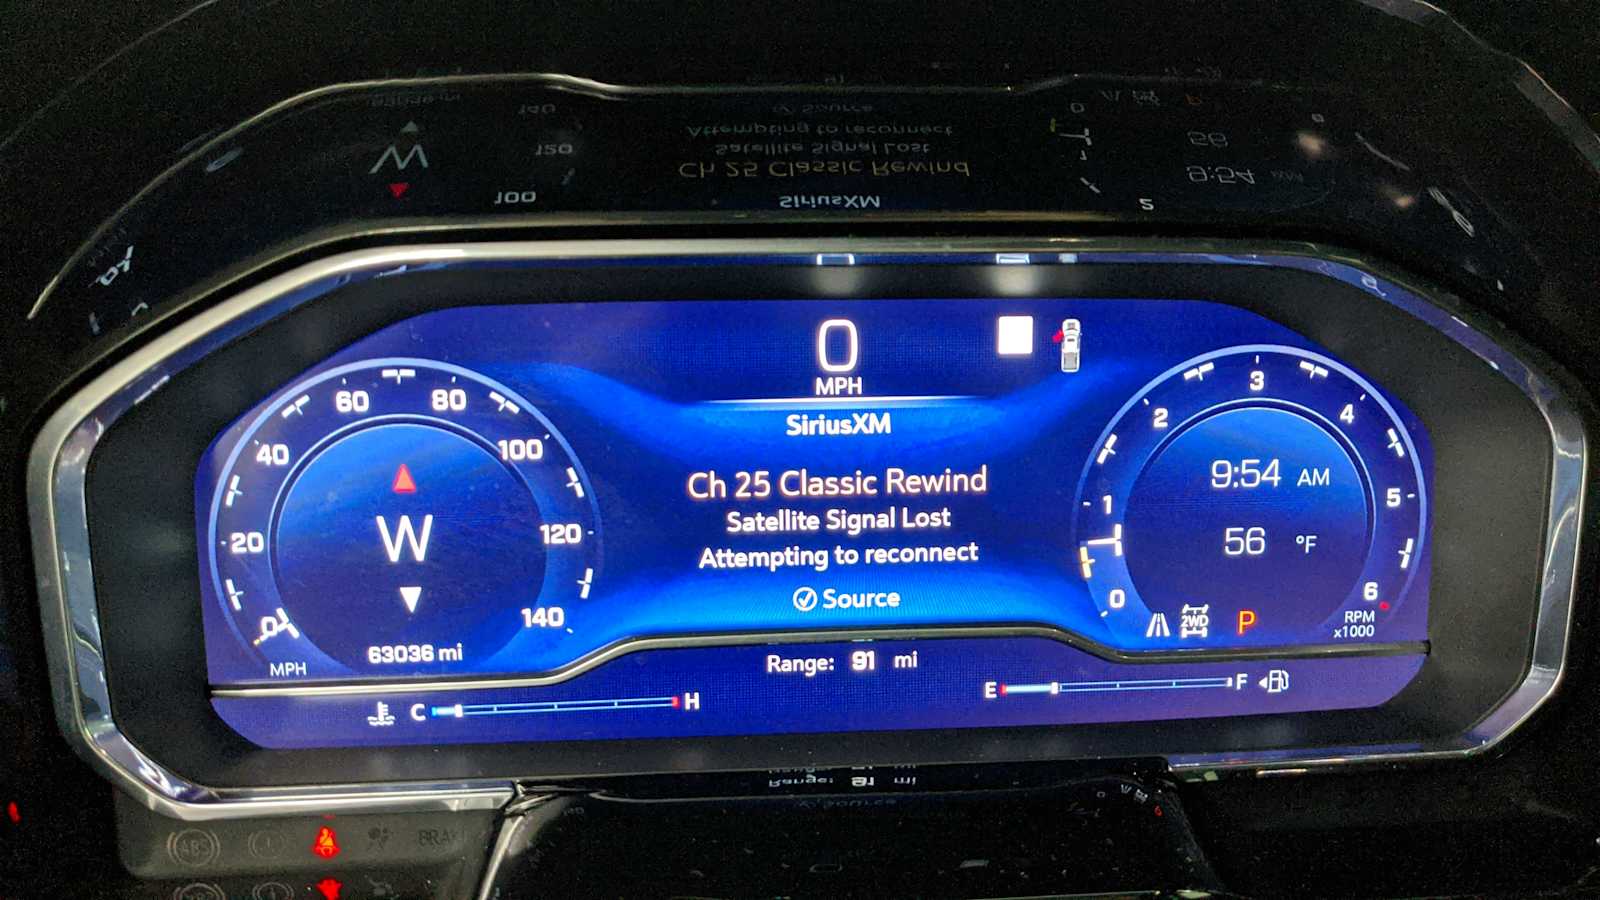 0
MPH
SiriusXM
Ch 25 Classic Rewind
Satellite Signal Lost
Attempting to reconnect
Source
0
20
40
60
80
100
120
140
W
63036 mi
MPH
0
1
2
3
4
5
6
9:54 AM
56 °F
2WD
P
RPM
x1000
Range: 91 mi
C H
E F
ABS